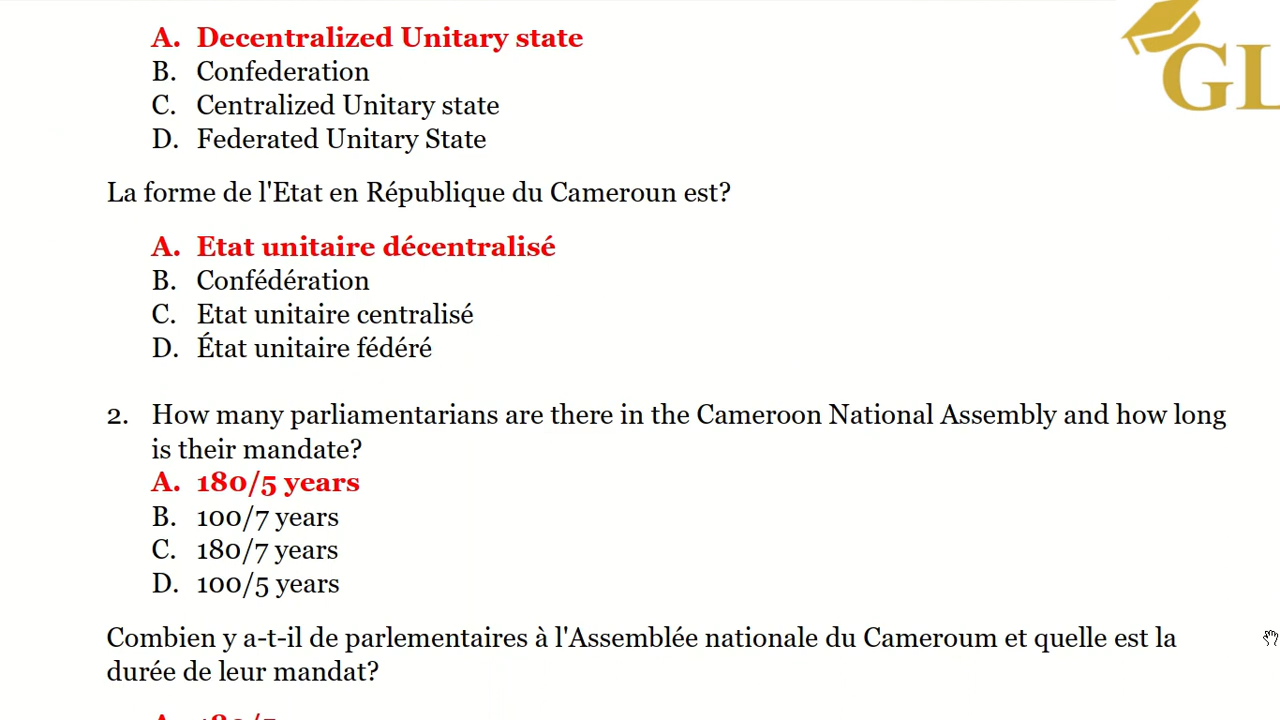 A. Decentralized Unitary state
B. Confederation
C. Centralized Unitary state
D. Federated Unitary State
GL
La forme de l'Etat en République du Cameroun est?
A. Etat unitaire décentralisé
B. Confédération
C. Etat unitaire centralisé
D. État unitaire fédéré
2. How many parliamentarians are there in the Cameroon National Assembly and how long
is their mandate?
A. 180/5 years
B. 100/7 years
C. 180/7 years
D. 100/5 years
Combien y a-t-il de parlementaires à l'Assemblée nationale du Cameroum et quelle est la
durée de leur mandat?